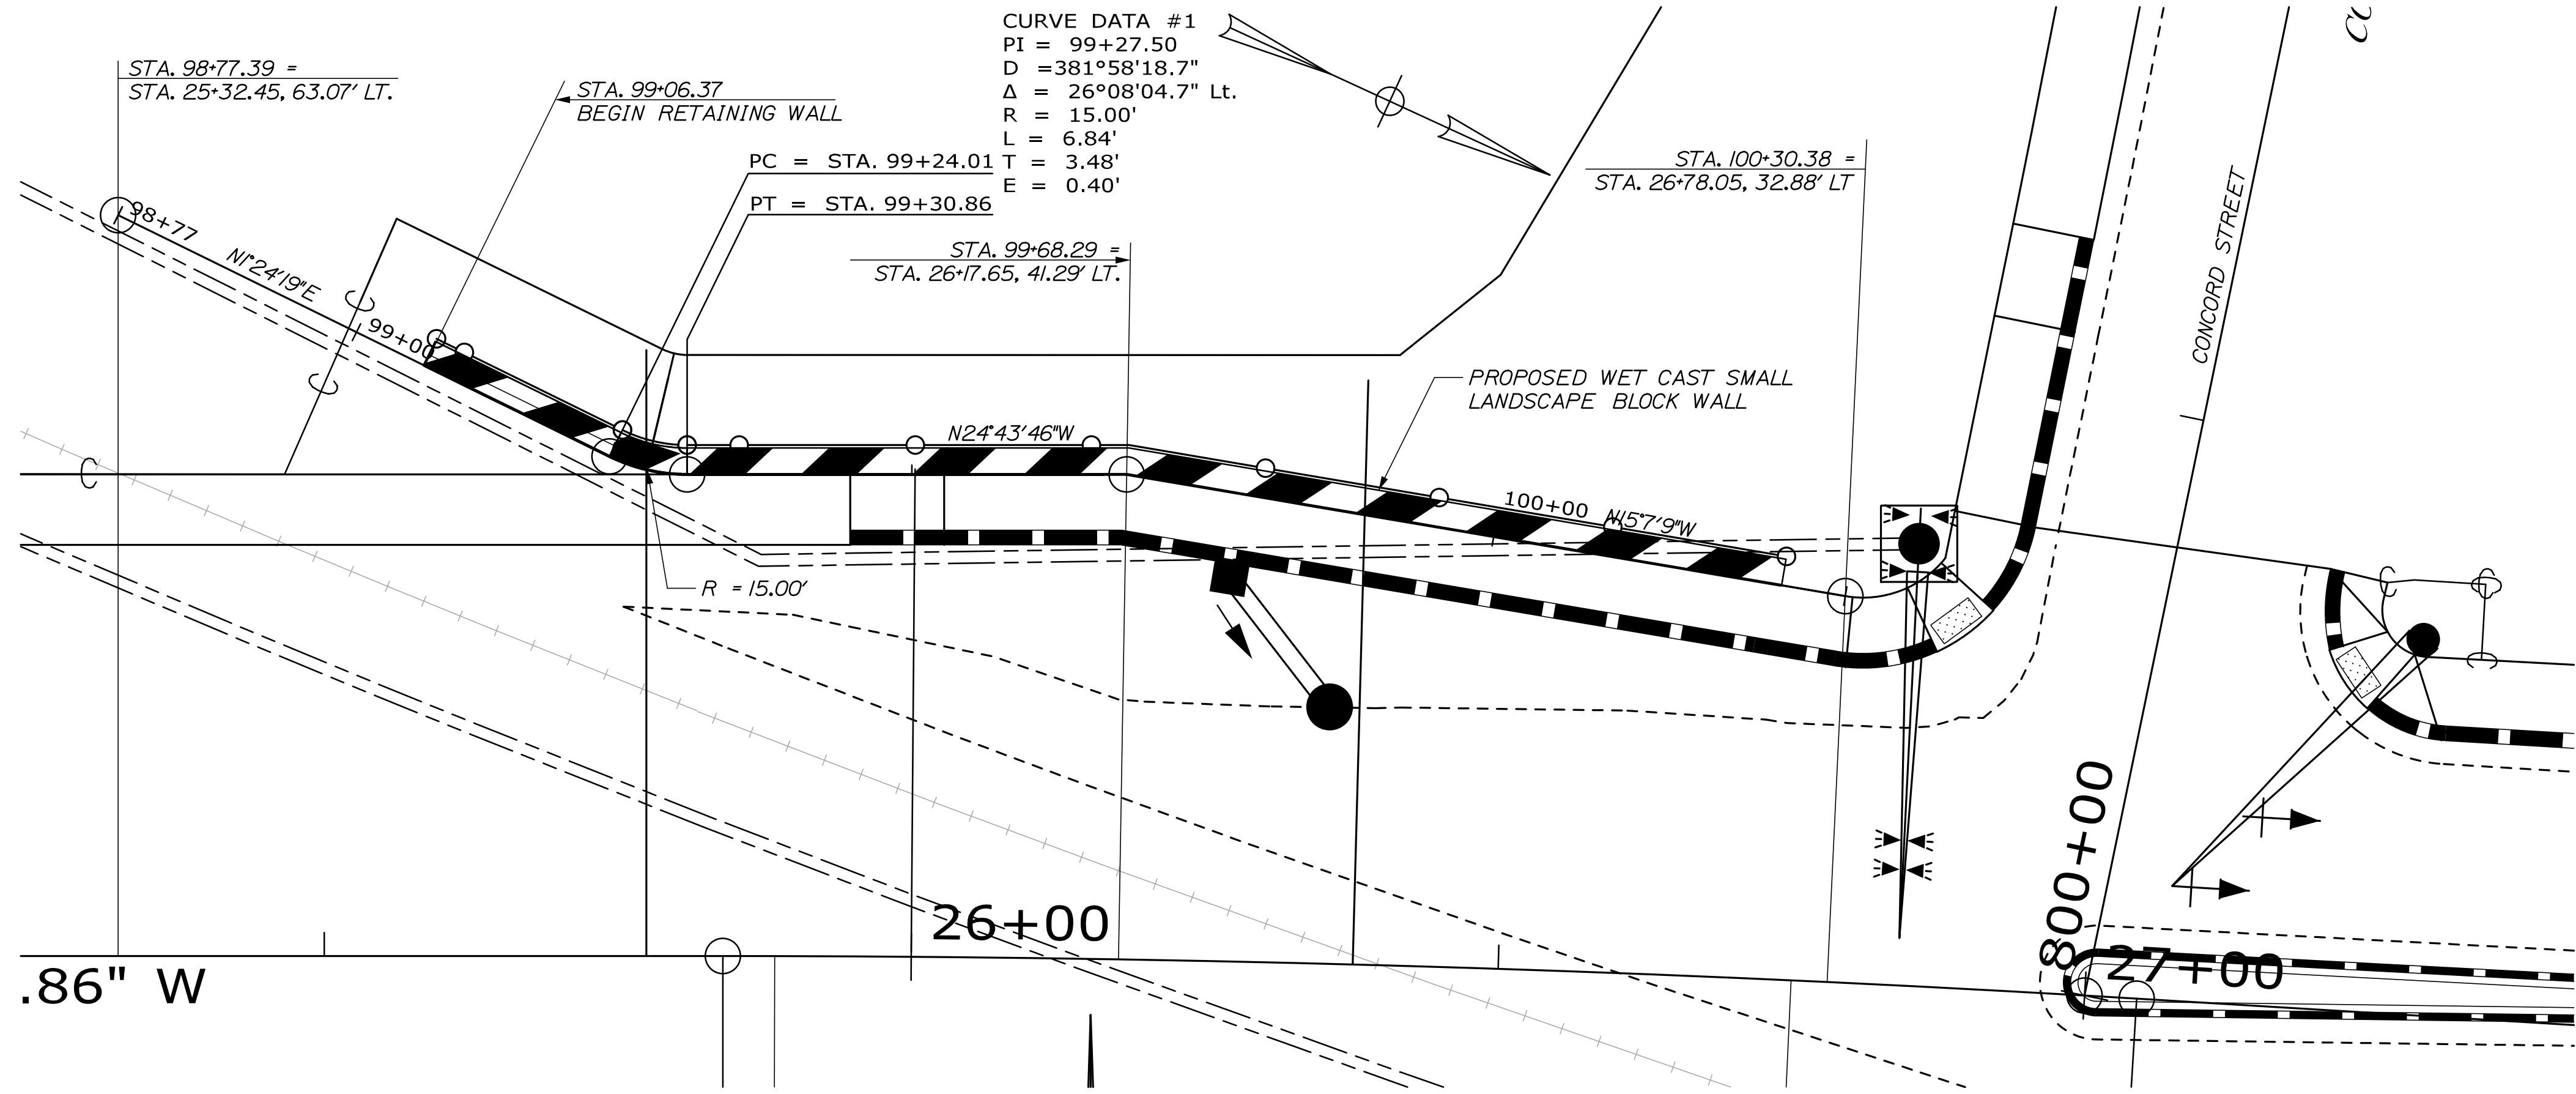 CURVE DATA #1
PI = 99+27.50
D =381°58'18.7"
Δ = 26°08'04.7" Lt.
R = 15.00'
L = 6.84'
T = 3.48'
E = 0.40'
STA. 98+77.39 =
STA. 25+32.45, 63.07' LT.
STA. 99+06.37
BEGIN RETAINING WALL
PC = STA. 99+24.01
PT = STA. 99+30.86
STA. 100+30.38 =
STA. 26+78.05, 32.88' LT
STA. 99+68.29 =
STA. 26+17.65, 41.29' LT.
98+77
N1°24'19"E
99+00
CONCORD STREET
PROPOSED WET CAST SMALL
LANDSCAPE BLOCK WALL
N24°43'46"W
100+00
N15°7'9"W
R = 15.00'
800+00
26+00
27+00
.86" W